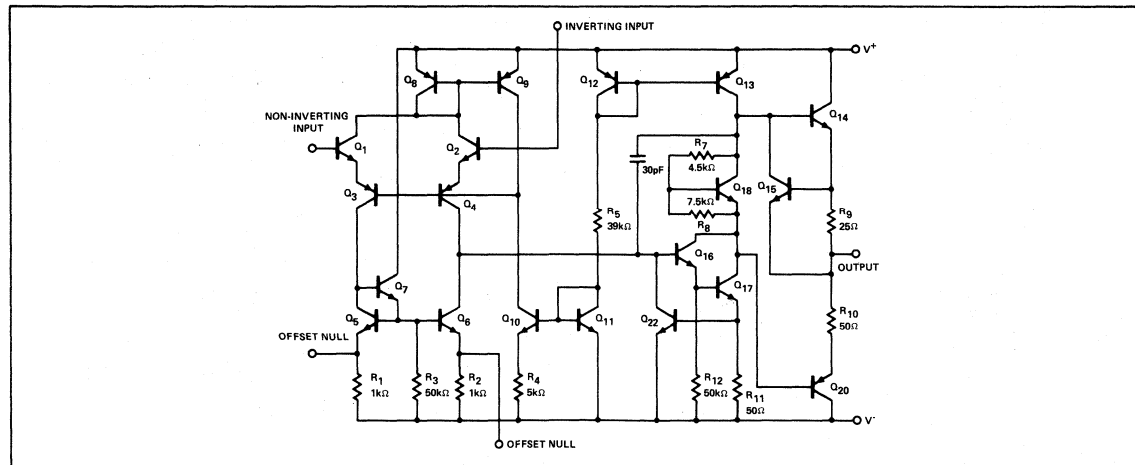 INVERTING INPUT
V+
Q8
Q9
Q12
Q13
Q14
NON-INVERTING
INPUT
Q1
Q2
R7
4.5kΩ
30pF
Q18
Q15
Q3
Q4
7.5kΩ
R8
R5
39kΩ
R9
25Ω
OUTPUT
Q16
Q7
Q17
Q5
Q6
Q10
Q11
Q22
R10
50Ω
OFFSET NULL
R1
1kΩ
R3
50kΩ
R2
1kΩ
R4
5kΩ
R12
50kΩ
R11
50Ω
Q20
V-
OFFSET NULL